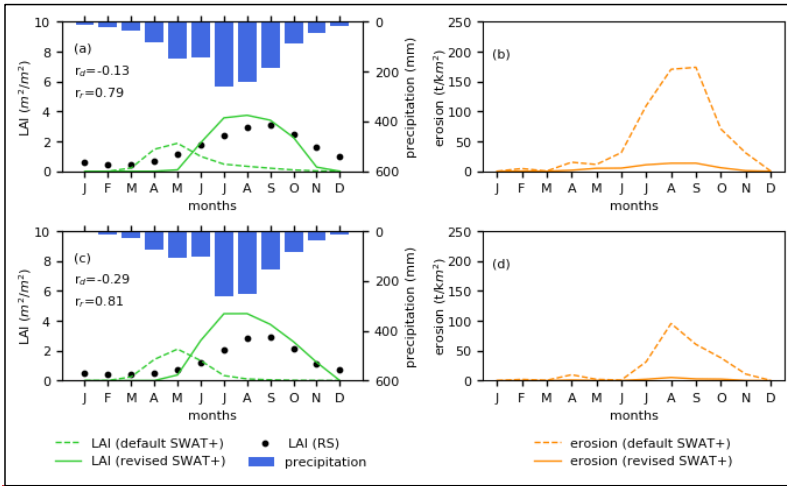 (a)
r_d=-0.13
r_r=0.79
LAI (m²/m²)
10
8
6
4
2
0
J F M A M J J A S O N D
months
0
200
400
600
precipitation (mm)
(b)
erosion (t/km²)
250
200
150
100
50
0
J F M A M J J A S O N D
months
(c)
r_d=-0.29
r_r=0.81
LAI (m²/m²)
10
8
6
4
2
0
J F M A M J J A S O N D
months
0
200
400
600
precipitation (mm)
(d)
erosion (t/km²)
250
200
150
100
50
0
J F M A M J J A S O N D
months
LAI (default SWAT+)
LAI (revised SWAT+)
LAI (RS)
precipitation
erosion (default SWAT+)
erosion (revised SWAT+)